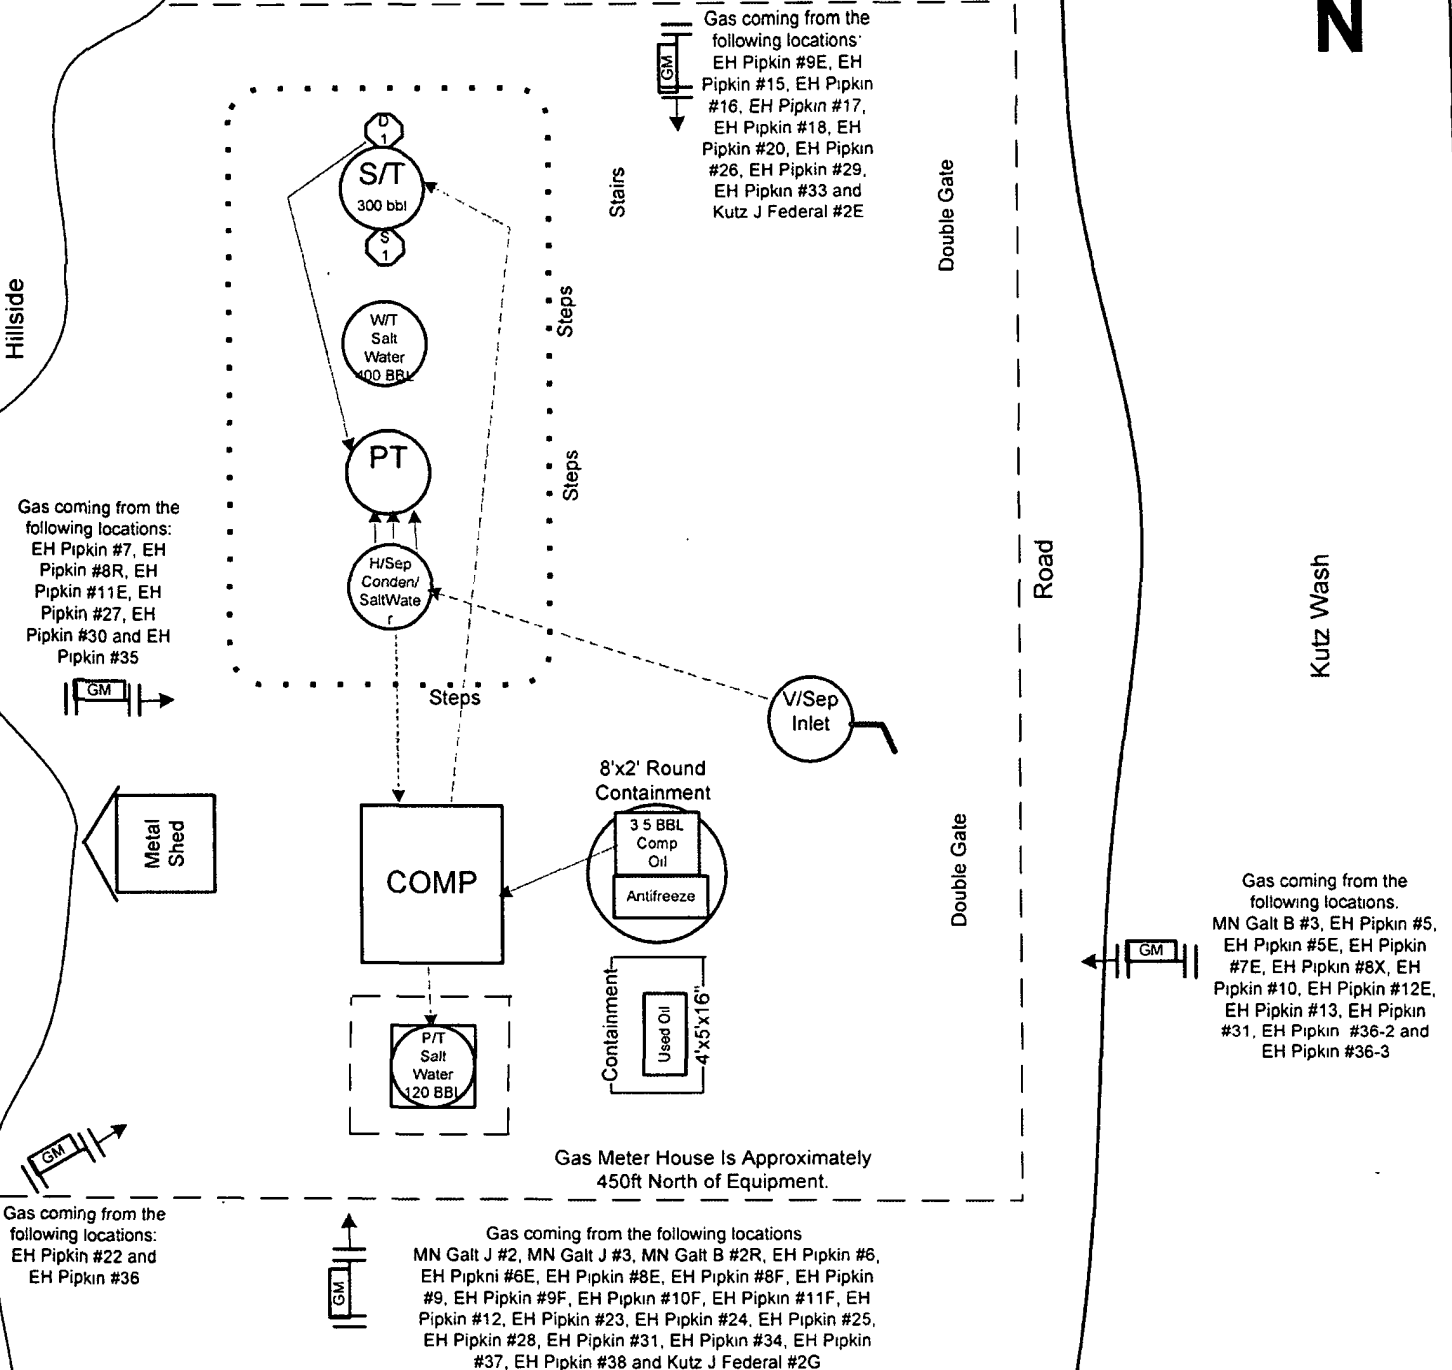 N
Gas coming from the
following locations:
EH Pipkin #9E, EH
Pipkin #15, EH Pipkin
#16, EH Pipkin #17,
EH Pipkin #18, EH
Pipkin #20, EH Pipkin
#26, EH Pipkin #29,
EH Pipkin #33 and
Kutz J Federal #2E
GM
D
1
S/T
300 bbl
S
1
Stairs
Double Gate
Hillside
Steps
W/T
Salt
Water
400 BBL
PT
Steps
H/Sep
Conden/
SaltWate
r
Gas coming from the
following locations:
EH Pipkin #7, EH
Pipkin #8R, EH
Pipkin #11E, EH
Pipkin #27, EH
Pipkin #30 and EH
Pipkin #35
GM
Steps
Road
Kutz Wash
V/Sep
Inlet
8'x2' Round
Containment
3 5 BBL
Comp
Oil
Antifreeze
Metal
Shed
COMP
Double Gate
Gas coming from the
following locations.
MN Galt B #3, EH Pipkin #5,
EH Pipkin #5E, EH Pipkin
#7E, EH Pipkin #8X, EH
Pipkin #10, EH Pipkin #12E,
EH Pipkin #13, EH Pipkin
#31, EH Pipkin #36-2 and
EH Pipkin #36-3
GM
P/T
Salt
Water
120 BBL
Containment
Used Oil
4'x5'x16"
Gas Meter House Is Approximately
450ft North of Equipment.
GM
Gas coming from the
following locations:
EH Pipkin #22 and
EH Pipkin #36
GM
Gas coming from the following locations
MN Galt J #2, MN Galt J #3, MN Galt B #2R, EH Pipkin #6,
EH Pipkni #6E, EH Pipkin #8E, EH Pipkin #8F, EH Pipkin
#9, EH Pipkin #9F, EH Pipkin #10F, EH Pipkin #11F, EH
Pipkin #12, EH Pipkin #23, EH Pipkin #24, EH Pipkin #25,
EH Pipkin #28, EH Pipkin #31, EH Pipkin #34, EH Pipkin
#37, EH Pipkin #38 and Kutz J Federal #2G